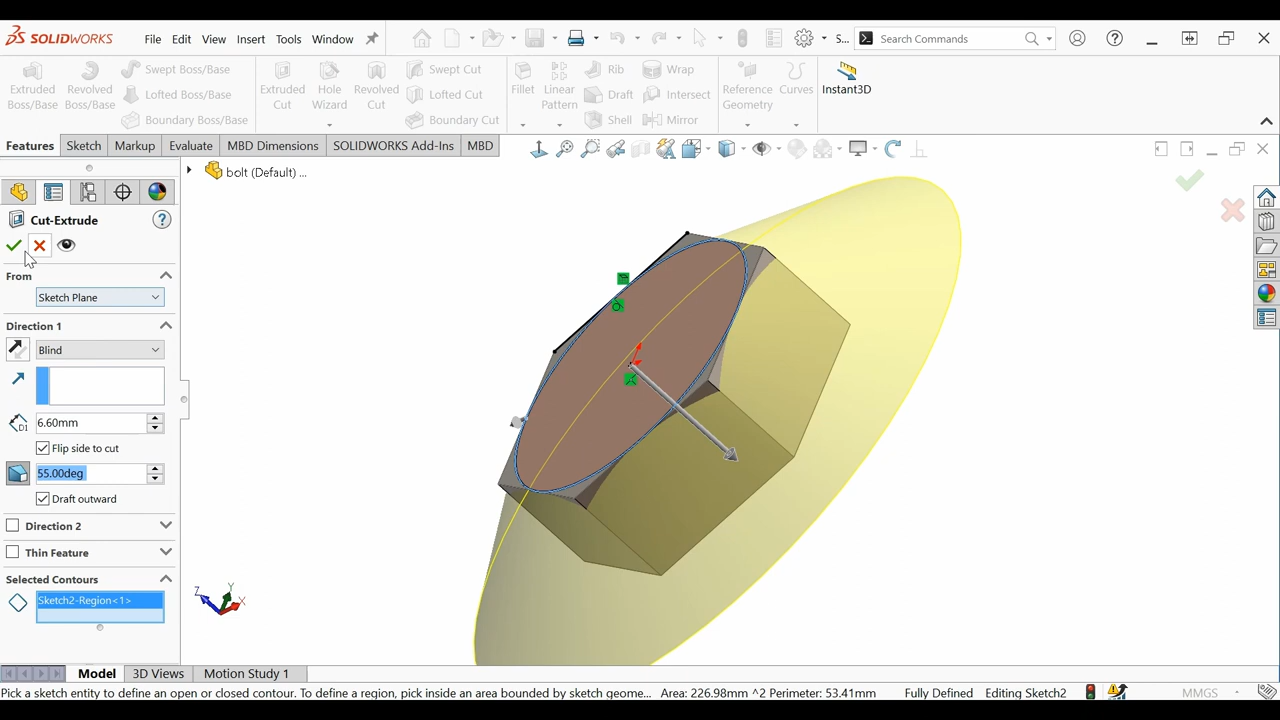 SOLIDWORKS File Edit View Insert Tools Window S... Search Commands
Extruded Boss/Base
Revolved Boss/Base
Swept Boss/Base
Lofted Boss/Base
Boundary Boss/Base
Extruded Cut
Hole Wizard
Revolved Cut
Swept Cut
Lofted Cut
Boundary Cut
Fillet
Linear Pattern
Rib
Draft
Shell
Wrap
Intersect
Mirror
Reference Geometry
Curves
Instant3D
Features Sketch Markup Evaluate MBD Dimensions SOLIDWORKS Add-Ins MBD
bolt (Default) ...
Cut-Extrude
From
Sketch Plane
Direction 1
Blind
D1 6.60mm
Flip side to cut
55.00deg
Draft outward
Direction 2
Thin Feature
Selected Contours
Sketch2-Region<1>
Z Y X
Model 3D Views Motion Study 1
Pick a sketch entity to define an open or closed contour. To define a region, pick inside an area bounded by sketch geome... Area: 226.98mm ^2 Perimeter: 53.41mm Fully Defined Editing Sketch2 MMGS